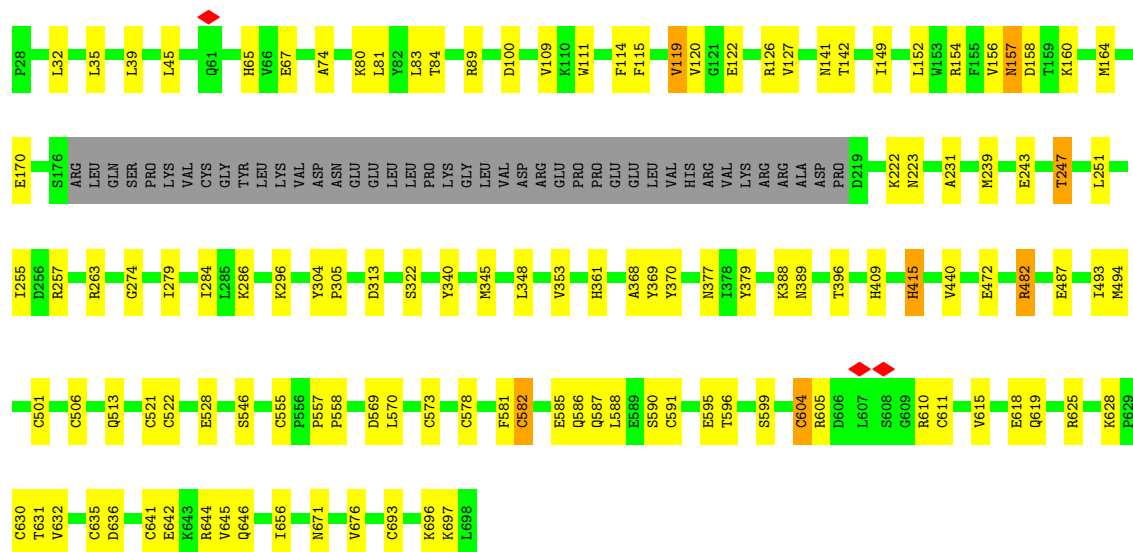 P28 L32 L35 L39 L45 Q61 H65 V66 E67 A74 K80 L81 Y82 L83 T84 R89 D100 V109 K110 W111 F114 F115 V119 V120 G121 E122 R126 V127 N141 T142 I149 L152 W153 R154 F155 V156 N157 D158 T159 K160 M164
E170 S176 ARG LEU GLN SER PRO LYS VAL CYS GLY TYR LEU LYS VAL ASP ASN GLU GLU LEU LEU PRO LYS GLY LEU VAL ASP ARG GLU PRO PRO GLU GLU LEU VAL HIS ARG VAL LYS ARG ARG ALA ASP PRO D219 K222 N223 A231 M239 E243 T247 L251
I255 D256 R257 R263 G274 I279 I284 L285 K286 K296 Y304 P305 D313 S322 Y340 M345 L348 V353 H361 A368 Y369 Y370 N377 I378 Y379 K388 N389 T396 H409 H415 V440 E472 R482 E487 I493 M494
C501 C506 Q513 C521 C522 E528 S546 C555 P556 P557 P558 D569 L570 C573 C578 F581 C582 E585 Q586 Q587 L588 E589 S590 C591 E595 T596 S599 C604 R605 D606 L607 S608 G609 R610 C611 V615 E618 Q619 R625 K628 P629
C630 T631 V632 C635 D636 C641 E642 K643 R644 V645 Q646 I656 N671 V676 C693 K696 K697 L698